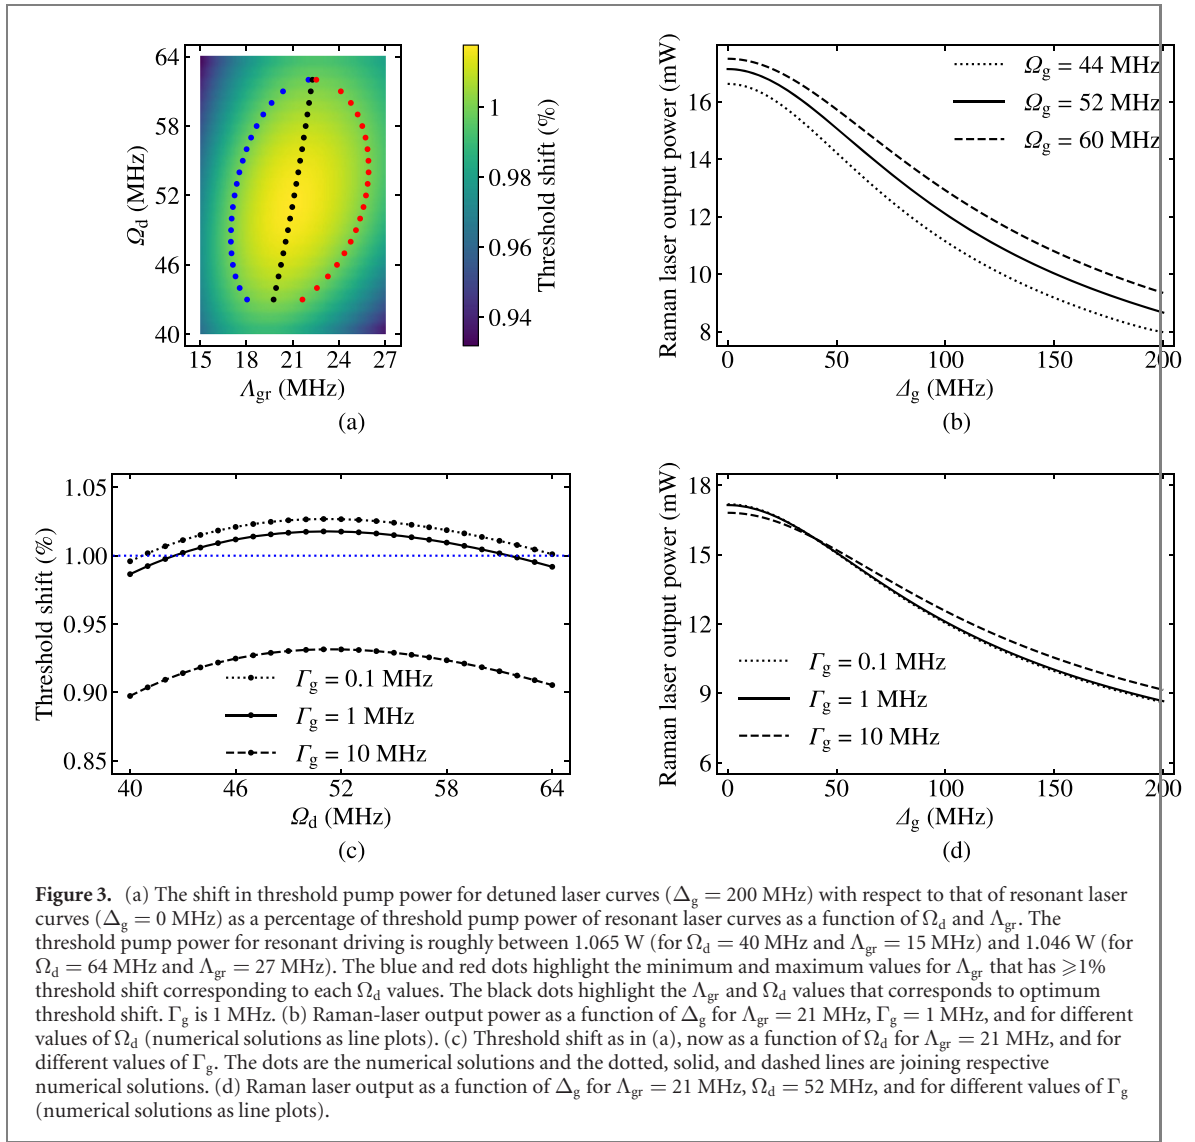 64
58
52
46
40
Ω_d (MHz)
15 18 21 24 27
Λ_gr (MHz)
1
0.98
0.96
0.94
Threshold shift (%)
(a)
16
14
12
10
8
Raman laser output power (mW)
Ω_g = 44 MHz
Ω_g = 52 MHz
Ω_g = 60 MHz
0 50 100 150 200
Δ_g (MHz)
(b)
1.05
1.00
0.95
0.90
0.85
Threshold shift (%)
Γ_g = 0.1 MHz
Γ_g = 1 MHz
Γ_g = 10 MHz
40 46 52 58 64
Ω_d (MHz)
(c)
18
15
12
9
6
Raman laser output power (mW)
Γ_g = 0.1 MHz
Γ_g = 1 MHz
Γ_g = 10 MHz
0 50 100 150 200
Δ_g (MHz)
(d)
Figure 3. (a) The shift in threshold pump power for detuned laser curves (Δ_g = 200 MHz) with respect to that of resonant laser
curves (Δ_g = 0 MHz) as a percentage of threshold pump power of resonant laser curves as a function of Ω_d and Λ_gr. The
threshold pump power for resonant driving is roughly between 1.065 W (for Ω_d = 40 MHz and Λ_gr = 15 MHz) and 1.046 W (for
Ω_d = 64 MHz and Λ_gr = 27 MHz). The blue and red dots highlight the minimum and maximum values for Λ_gr that has ⩾1%
threshold shift corresponding to each Ω_d values. The black dots highlight the Λ_gr and Ω_d values that corresponds to optimum
threshold shift. Γ_g is 1 MHz. (b) Raman-laser output power as a function of Δ_g for Λ_gr = 21 MHz, Γ_g = 1 MHz, and for different
values of Ω_d (numerical solutions as line plots). (c) Threshold shift as in (a), now as a function of Ω_d for Λ_gr = 21 MHz, and for
different values of Γ_g. The dots are the numerical solutions and the dotted, solid, and dashed lines are joining respective
numerical solutions. (d) Raman laser output as a function of Δ_g for Λ_gr = 21 MHz, Ω_d = 52 MHz, and for different values of Γ_g
(numerical solutions as line plots).